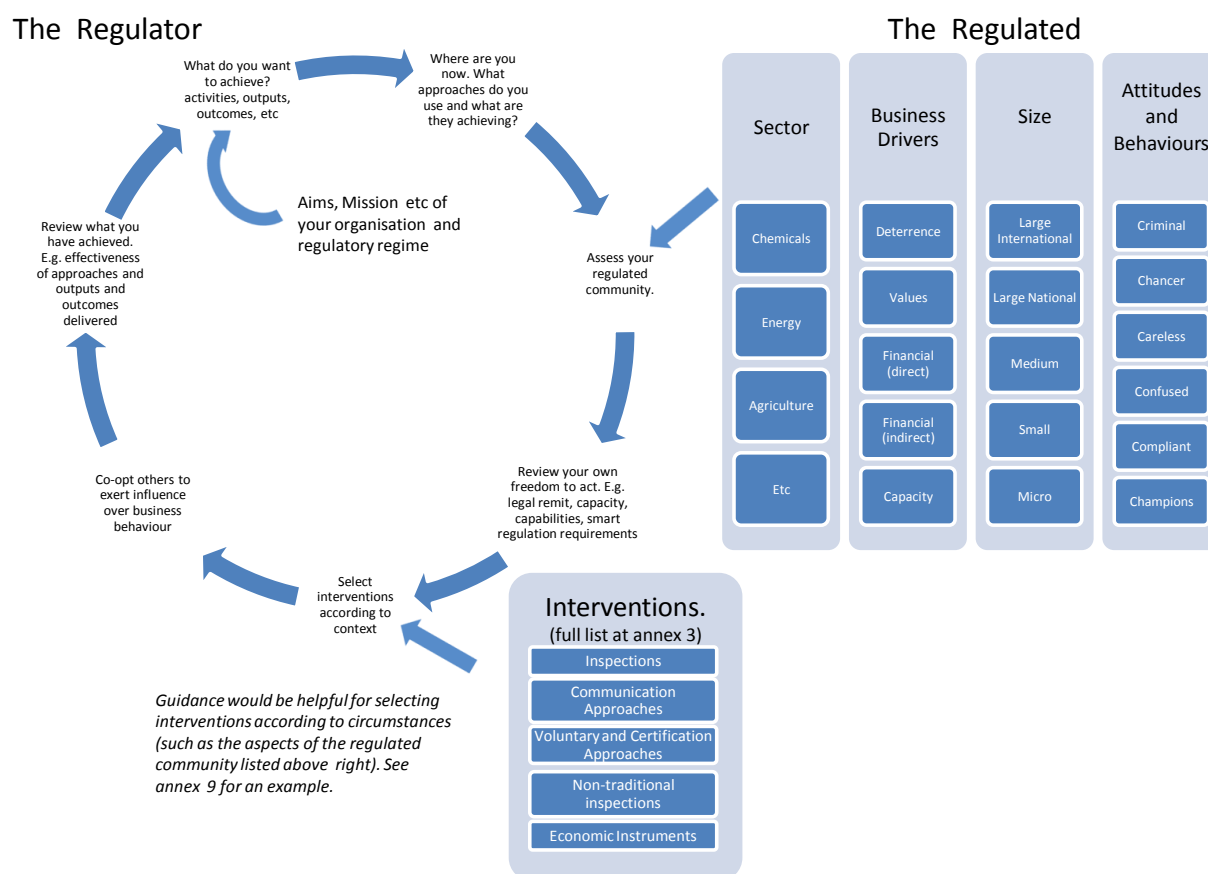 The Regulator
What do you want
to achieve?
activities, outputs,
outcomes, etc
Where are you
now. What
approaches do you
use and what are
they achieving?
Aims, Mission etc of
your organisation and
regulatory regime
Assess your
regulated
community.
Review your own
freedom to act. E.g.
legal remit, capacity,
capabilities, smart
regulation requirements
Select
interventions
according to
context
Co-opt others to
exert influence
over business
behaviour
Review what you
have achieved.
E.g. effectiveness
of approaches and
outputs and
outcomes
delivered
Guidance would be helpful for selecting
interventions according to circumstances
(such as the aspects of the regulated
community listed above right). See
annex 9 for an example.
Interventions.
(full list at annex 3)
Inspections
Communication
Approaches
Voluntary and Certification
Approaches
Non-traditional
inspections
Economic Instruments
The Regulated
Sector
Chemicals
Energy
Agriculture
Etc
Business
Drivers
Deterrence
Values
Financial
(direct)
Financial
(indirect)
Capacity
Size
Large
International
Large National
Medium
Small
Micro
Attitudes
and
Behaviours
Criminal
Chancer
Careless
Confused
Compliant
Champions